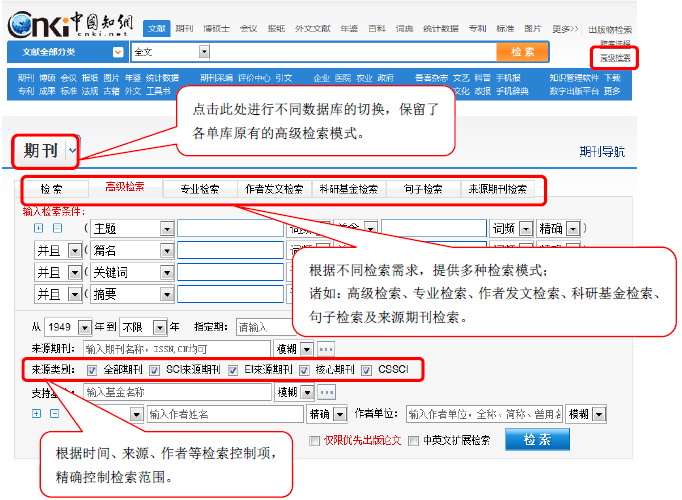 Cnki 中国知网
cnki.net
文献 期刊 博硕士 会议 报纸 外文文献 年鉴 百科 词典 统计数据 专利 标准 图片 更多>> 出版物检索
文献全部分类 全文 检索
高级检索
期刊 博硕 会议 报纸 图片 年鉴 统计数据 期刊采编 评价中心 引文 企业 医院 农业 政府 吾喜杂志 文艺 科普 手机报 知识管理软件 下载
专利 成果 标准 法规 古籍 外文 工具书 文化 政报 手机辞典 数字出版平台 更多
点击此处进行不同数据库的切换，保留了
各单库原有的高级检索模式。
期刊
期刊导航
检索 高级检索 专业检索 作者发文检索 科研基金检索 句子检索 来源期刊检索
输入检索条件：
( 主题 词频 词频 精确 )
并且 ( 篇名
并且 ( 关键词
并且 ( 摘要
根据不同检索需求，提供多种检索模式；
诸如：高级检索、专业检索、作者发文检索、科研基金检索、
句子检索及来源期刊检索。
从 1949 年 到 不限 年 指定期： 请输入
来源期刊： 输入期刊名称，ISSN,CN均可 模糊 ...
来源类别： 全部期刊 SCI来源期刊 EI来源期刊 核心期刊 CSSCI
支持基 输入基金名称 模糊 ...
输入作者姓名 精确 作者单位： 输入作者单位，全称、简称、曾用名 模糊
仅限优先出版论文 中英文扩展检索 检索
根据时间、来源、作者等检索控制项，
精确控制检索范围。